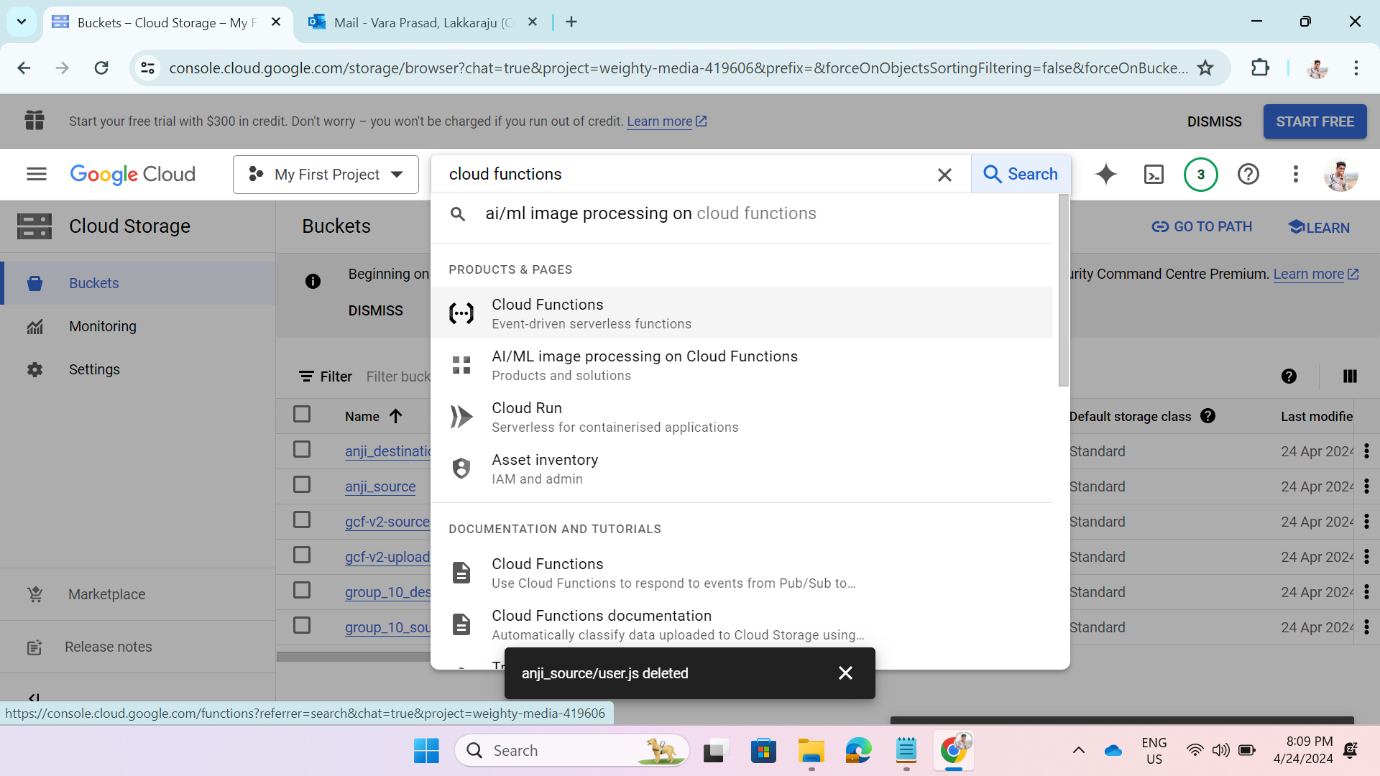 Buckets – Cloud Storage – My F
Mail - Vara Prasad, Lakkaraju (C
console.cloud.google.com/storage/browser?chat=true&project=weighty-media-419606&prefix=&forceOnObjectsSortingFiltering=false&forceOnBucke...
Start your free trial with $300 in credit. Don't worry – you won't be charged if you run out of credit. Learn more
DISMISS
START FREE
Google Cloud
My First Project
cloud functions
Search
3
Cloud Storage
Buckets
ai/ml image processing on cloud functions
GO TO PATH
LEARN
PRODUCTS & PAGES
Buckets
Beginning on
urity Command Centre Premium. Learn more
DISMISS
Cloud Functions
Event-driven serverless functions
Monitoring
AI/ML image processing on Cloud Functions
Products and solutions
Settings
Filter
Filter buck
Cloud Run
Serverless for containerised applications
Name
Default storage class
Last modifie
anji_destinatio
Standard
24 Apr 2024
Asset inventory
IAM and admin
anji_source
Standard
24 Apr 2024
gcf-v2-source
Standard
24 Apr 2024
DOCUMENTATION AND TUTORIALS
gcf-v2-upload
Standard
24 Apr 2024
Cloud Functions
Use Cloud Functions to respond to events from Pub/Sub to...
Marketplace
group_10_des
Standard
24 Apr 2024
Cloud Functions documentation
Automatically classify data uploaded to Cloud Storage using...
group_10_sou
Standard
24 Apr 2024
Release notes
anji_source/user.js deleted
https://console.cloud.google.com/functions?referrer=search&chat=true&project=weighty-media-419606
Search
ENG
US
8:09 PM
4/24/2024